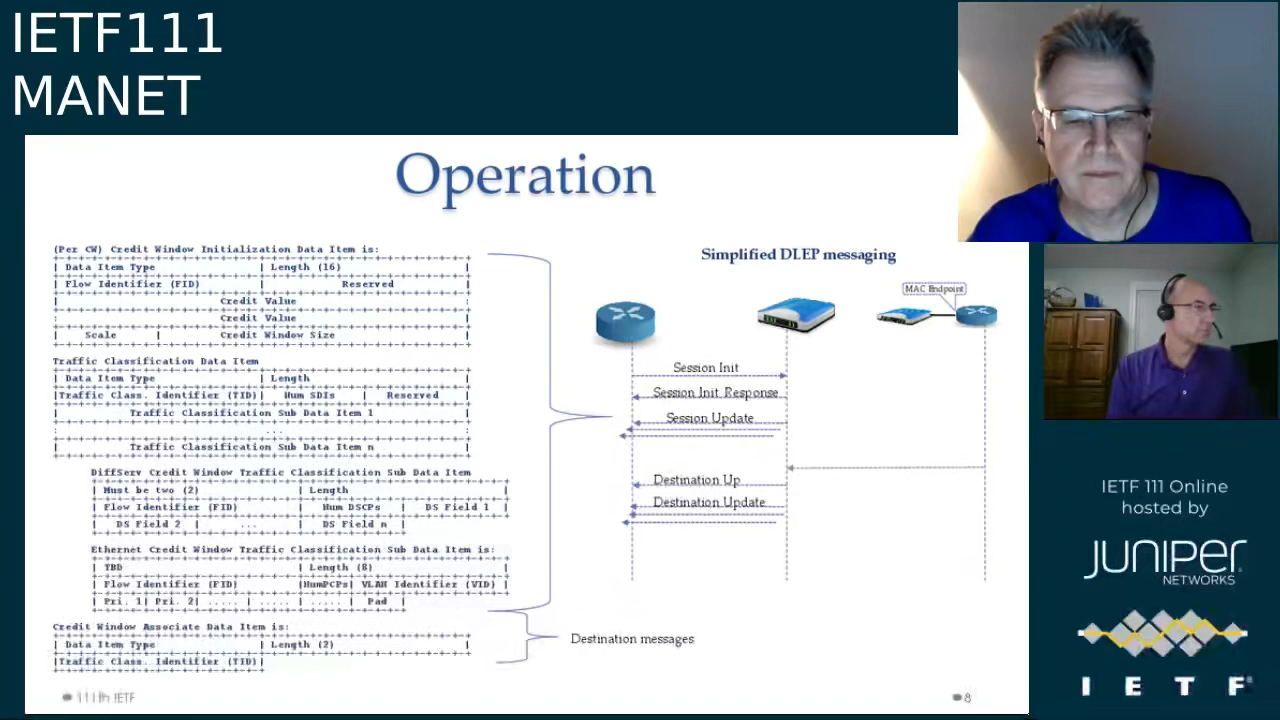 IETF111
MANET
Operation
(Per CW) Credit Window Initialization Data Item is:
| Data Item Type | Length (16) |
| Flow Identifier (FID) | Reserved
| Credit Value :
: Credit Value |
| Scale | Credit Window Size |
Traffic Classification Data Item
| Data Item Type | Length |
|Traffic Class. Identifier (TID)| Num SDIs | Reserved |
| Traffic Classification Sub Data Item 1 |
: ... :
| Traffic Classification Sub Data Item n |
DiffServ Credit Window Traffic Classification Sub Data Item
| Must be two (2) | Length |
| Flow Identifier (FID) | Num DSCPs | DS Field 1 |
| DS Field 2 | ... | DS Field n |
Ethernet Credit Window Traffic Classification Sub Data Item is:
| TBD | Length (8) |
| Flow Identifier (FID) |NumPCPs| VLAN Identifier (VID) |
| Pri. 1| Pri. 2| ..... | ..... | ..... | Pad |
Credit Window Associate Data Item is:
| Data Item Type | Length (2) |
|Traffic Class. Identifier (TID)|
Simplified DLEP messaging
MAC Endpoint
Session Init
Session Init Response
Session Update
Destination Up
Destination Update
Destination messages
111th IETF
8
IETF 111 Online
hosted by
JUNIPER
NETWORKS
I E T F